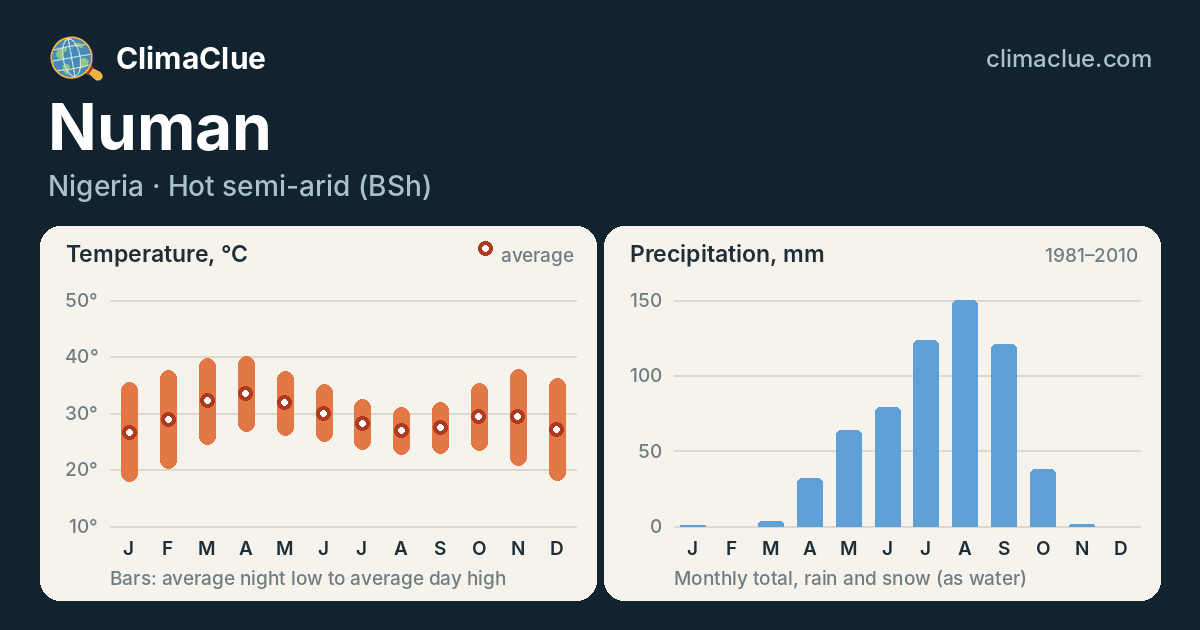 ClimaClue
climaclue.com
Numan
Nigeria · Hot semi-arid (BSh)
Temperature, °C
average
50°
40°
30°
20°
10°
J F M A M J J A S O N D
Bars: average night low to average day high
Precipitation, mm
1981–2010
150
100
50
0
J F M A M J J A S O N D
Monthly total, rain and snow (as water)